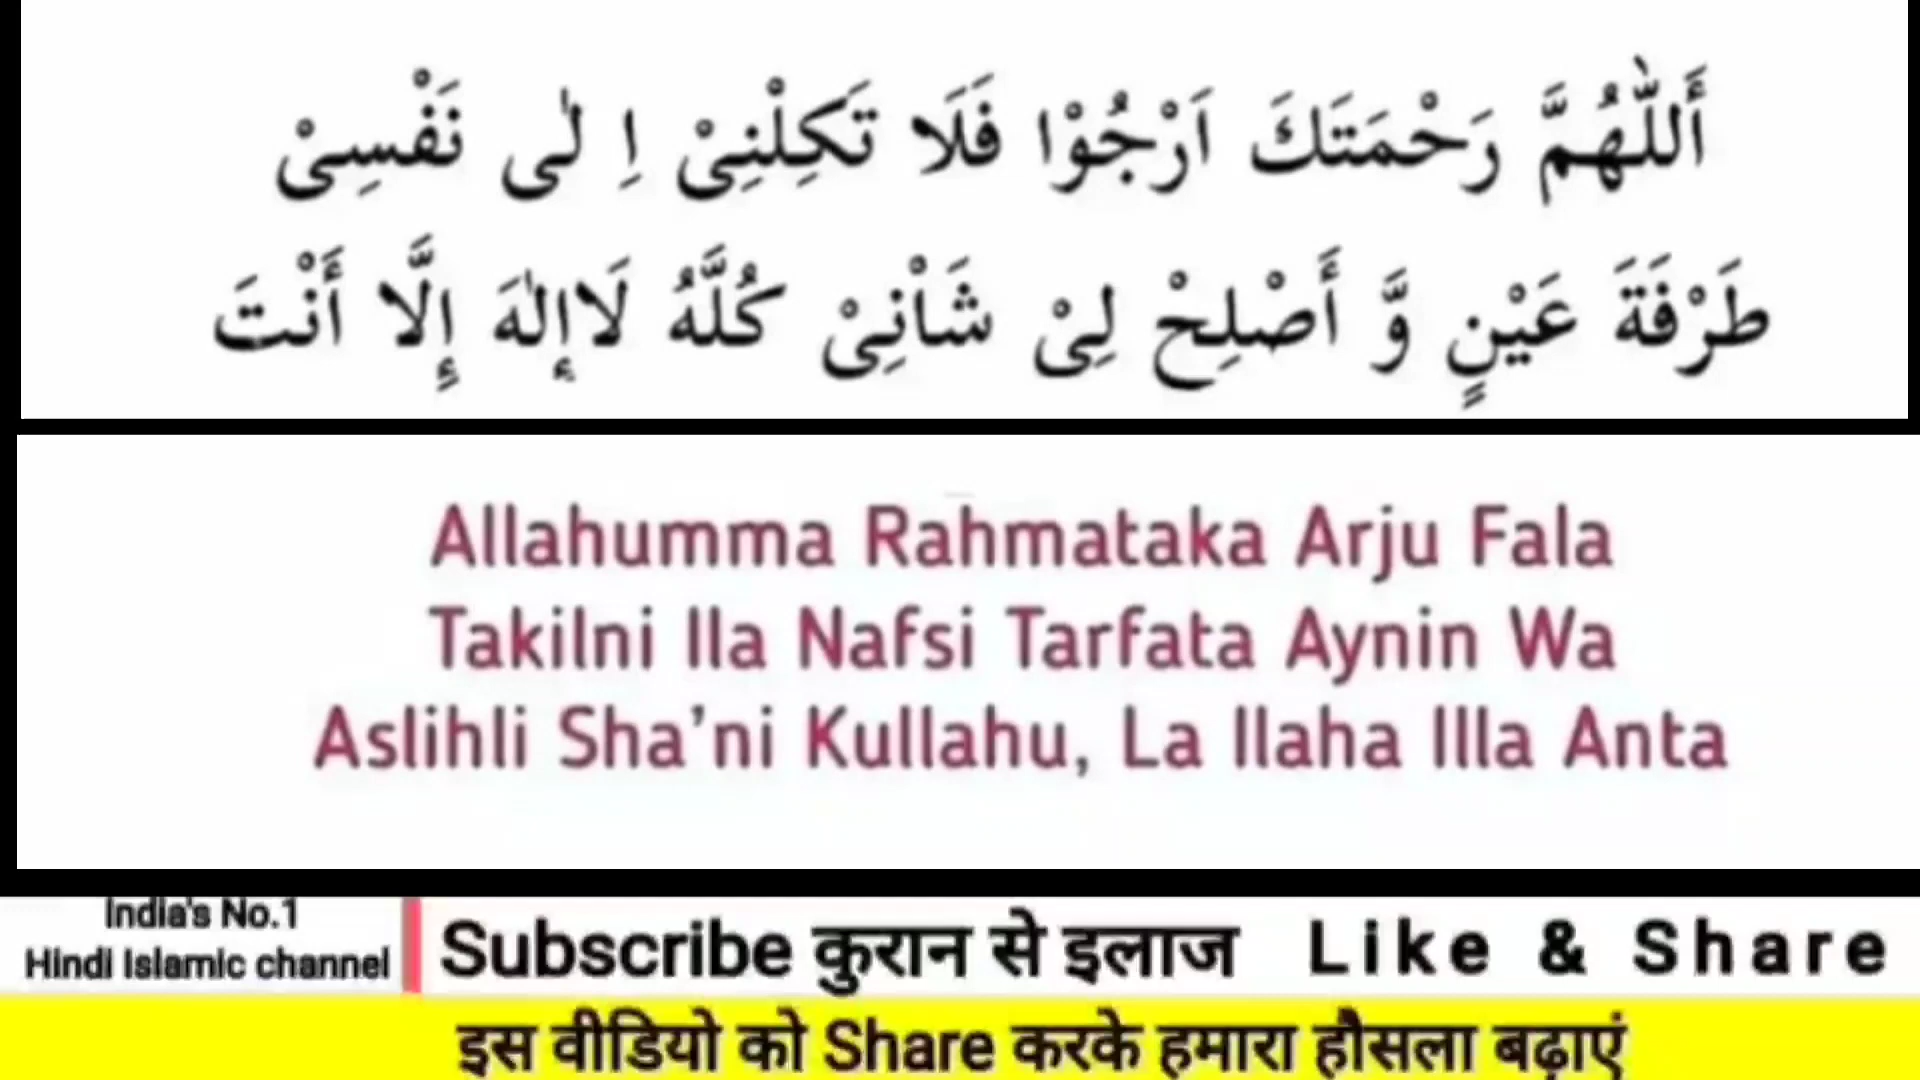 أَللّٰهُمَّ رَحْمَتَكَ اَرْجُوْا فَلَا تَكِلْنِیْ اِ لٰی نَفْسِیْ
طَرْفَةَ عَيْنٍ وَّ أَصْلِحْ لِیْ شَاْنِیْ كُلَّهُ لَاإِلٰهَ إِلَّا أَنْتَ
Allahumma Rahmataka Arju Fala
Takilni Ila Nafsi Tarfata Aynin Wa
Aslihli Sha’ni Kullahu, La Ilaha Illa Anta
India's No.1
Hindi Islamic channel
Subscribe कुरान से इलाज Like & Share
इस वीडियो को Share करके हमारा हौसला बढ़ाएं